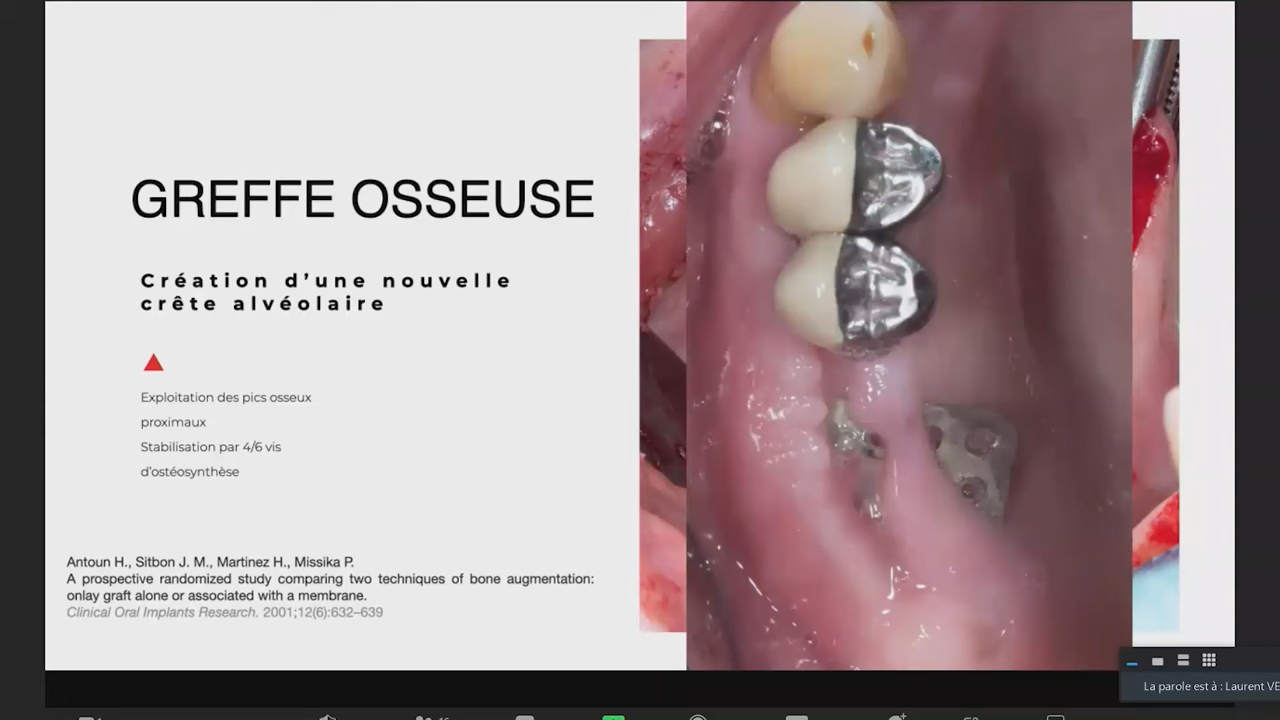 GREFFE OSSEUSE
Création d’une nouvelle
crête alvéolaire
Exploitation des pics osseux
proximaux
Stabilisation par 4/6 vis
d’ostéosynthèse
Antoun H., Sitbon J. M., Martinez H., Missika P.
A prospective randomized study comparing two techniques of bone augmentation:
onlay graft alone or associated with a membrane.
Clinical Oral Implants Research. 2001;12(6):632–639
La parole est à : Laurent VE